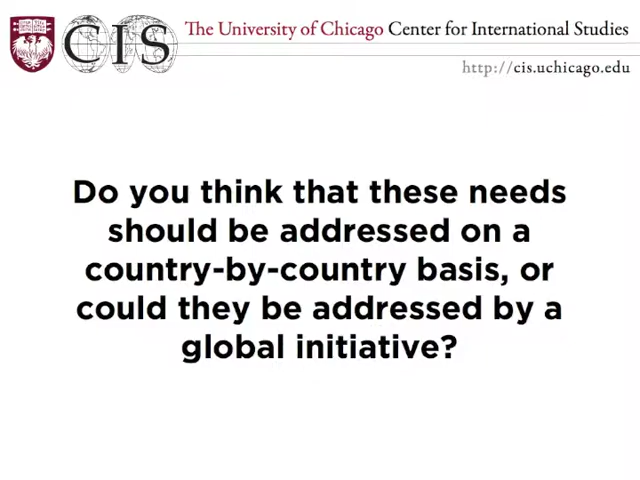 CIS
The University of Chicago Center for International Studies
http://cis.uchicago.edu
Do you think that these needs
should be addressed on a
country-by-country basis, or
could they be addressed by a
global initiative?